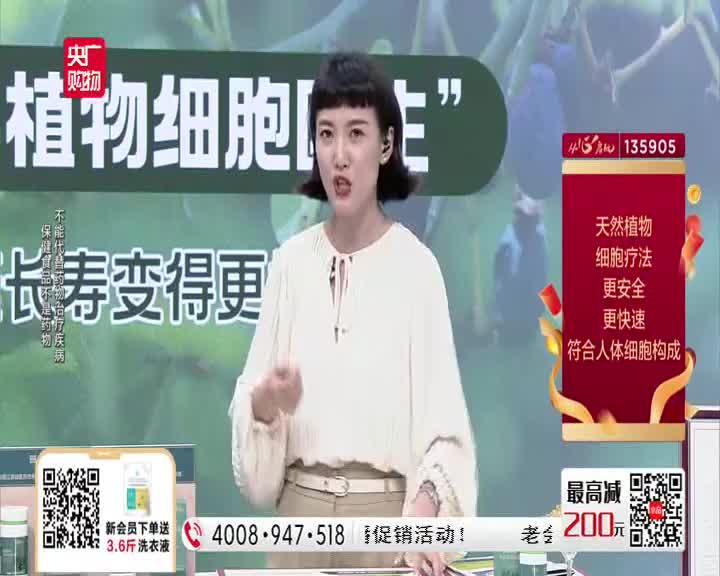 央广
购物
植物细胞医生”
长寿变得更
不能代替药物治疗疾病
保健食品不是药物
135905
天然植物
细胞疗法
更安全
更快速
符合人体细胞构成
新会员下单送
3.6斤洗衣液
4008·947·518
促销活动!
老会
最高减
200元